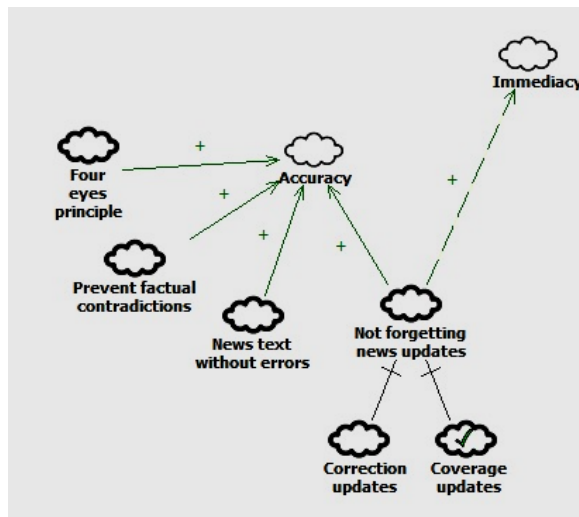 Immediacy
+
Accuracy
Four
eyes
principle
+
+
+
+
Prevent factual
contradictions
News text
without errors
Not forgetting
news updates
Correction
updates
Coverage
updates